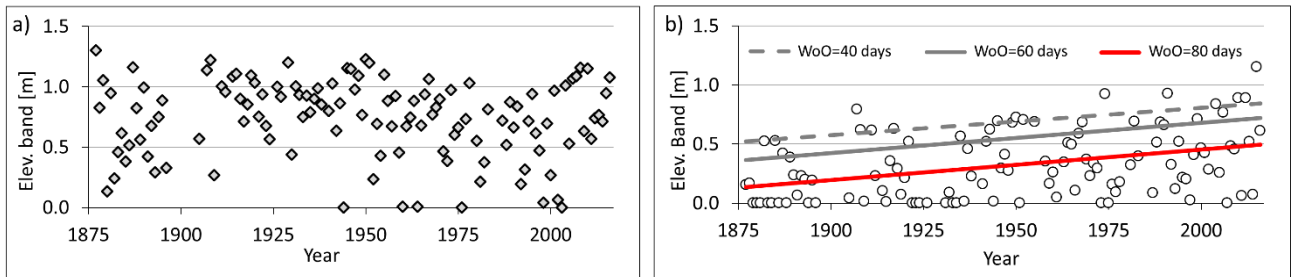 a)
Elev. band [m]
1.5
1.0
0.5
0.0
1875 1900 1925 1950 1975 2000
Year
b)
Elev. Band [m]
1.5
1.0
0.5
0.0
WoO=40 days WoO=60 days WoO=80 days
1875 1900 1925 1950 1975 2000
Year